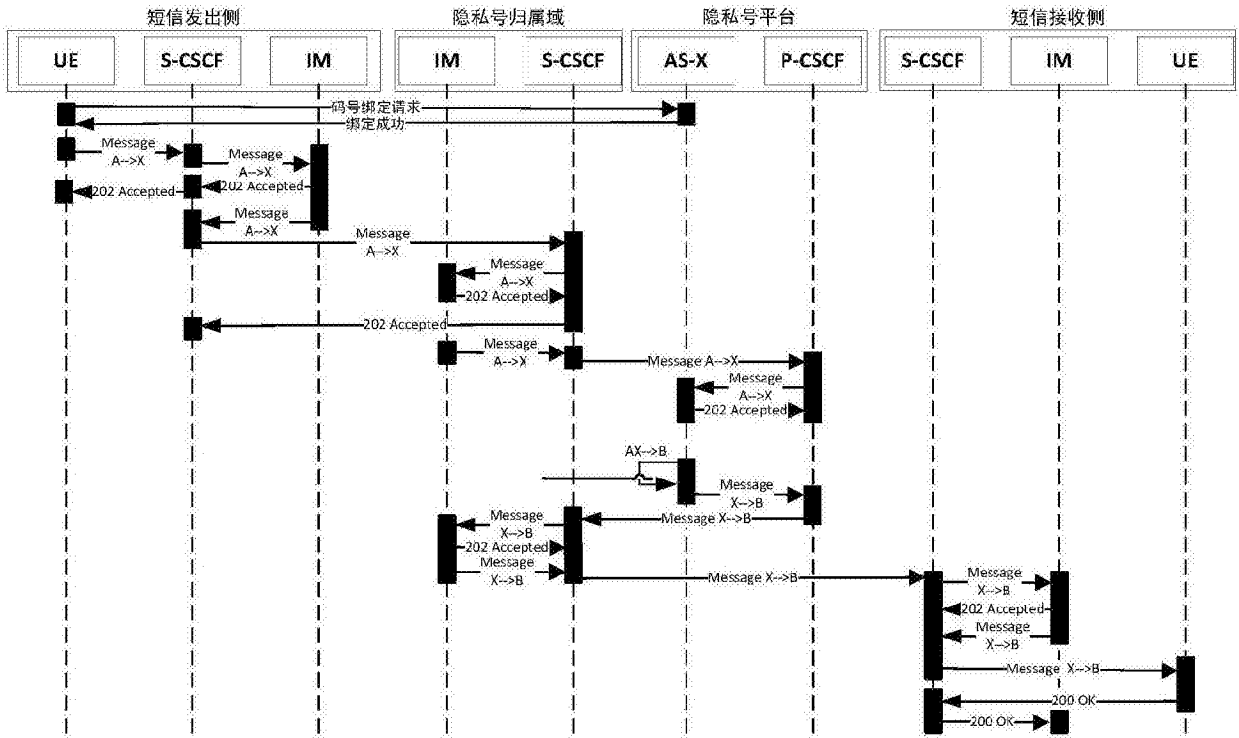 短信发出侧
隐私号归属域
隐私号平台
短信接收侧
UE
S-CSCF
IM
IM
S-CSCF
AS-X
P-CSCF
S-CSCF
IM
UE
码号绑定请求
绑定成功
Message
A-->X
Message
A-->X
202 Accepted
202 Accepted
Message
A-->X
Message
A-->X
Message
A-->X
202 Accepted
202 Accepted
Message
A-->X
Message A-->X
Message
A-->X
202 Accepted
AX-->B
Message
X-->B
Message X-->B
Message
X-->B
202 Accepted
Message
X-->B
Message X-->B
Message
X-->B
202 Accepted
Message
X-->B
Message X-->B
200 OK
200 OK